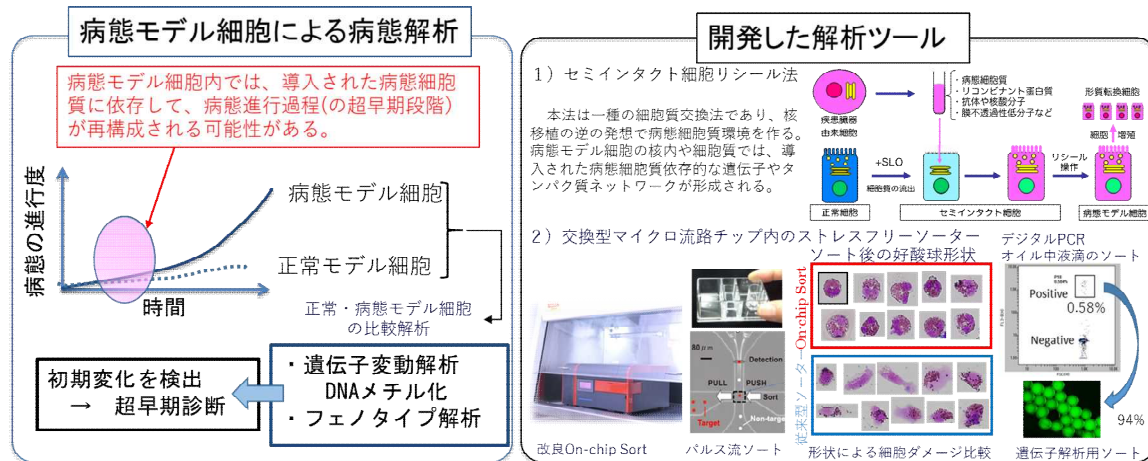 病態モデル細胞による病態解析
病態モデル細胞内では、導入された病態細胞
質に依存して、病態進行過程(の超早期段階)
が再構成される可能性がある。
病態の進行度
時間
病態モデル細胞
正常モデル細胞
正常・病態モデル細胞
の比較解析
初期変化を検出
→ 超早期診断
・遺伝子変動解析
DNAメチル化
・フェノタイプ解析
開発した解析ツール
1）セミインタクト細胞リシール法
本法は一種の細胞質交換法であり、核
移植の逆の発想で病態細胞質環境を作る。
病態モデル細胞の核内や細胞質では、導
入された病態細胞質依存的な遺伝子やタ
ンパク質ネットワークが形成される。
疾患臓器
由来細胞
・病態細胞質
・リコンビナント蛋白質
・抗体や核酸分子
・膜不透過性低分子など
形質転換細胞
細胞 増殖
+SLO
細胞質の流出
リシール
操作
正常細胞
セミインタクト細胞
病態モデル細胞
2）交換型マイクロ流路チップ内のストレスフリーソーター
ソート後の好酸球形状
デジタルPCR
オイル中液滴のソート
On-chip Sort
従来型ソーター
80μm
Detection
PULL
PUSH
Sort
Target
Non-target
Positive
0.58%
Negative
94%
改良On-chip Sort
パルス流ソート
形状による細胞ダメージ比較
遺伝子解析用ソート